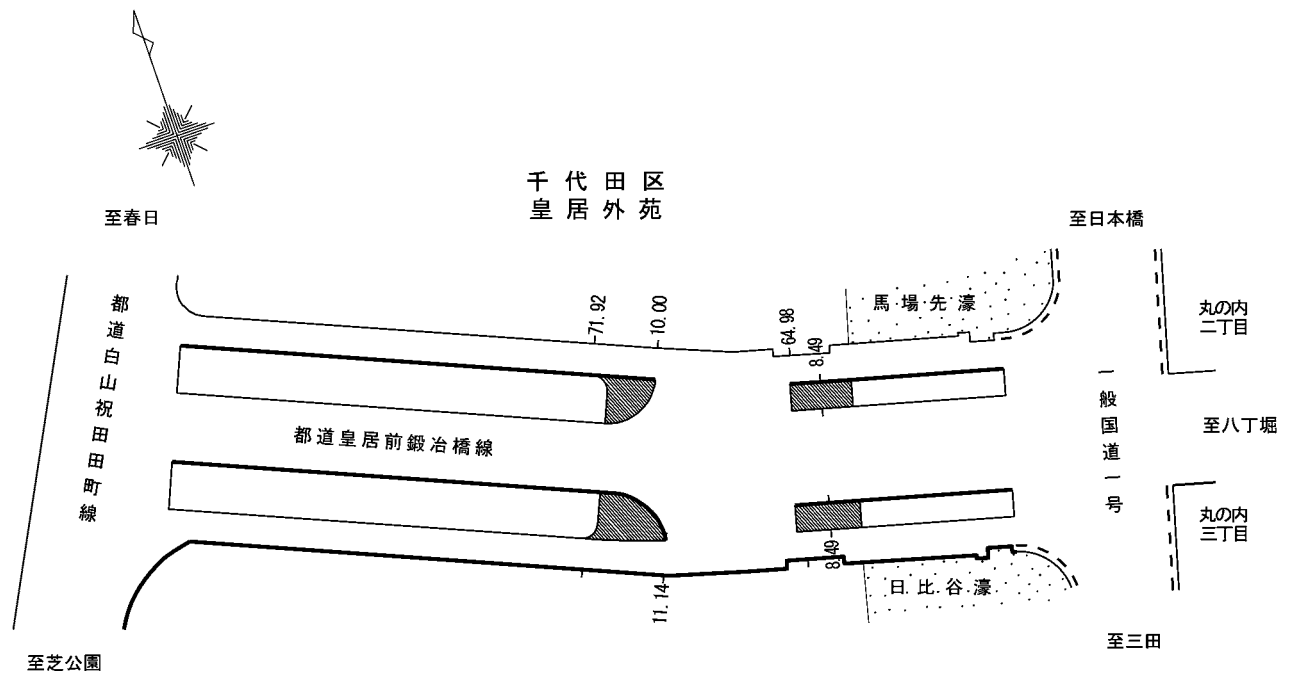 千代田区
皇居外苑
至春日
至日本橋
都道白山祝田田町線
71.92
10.00
64.98
8.49
馬場先濠
丸の内
二丁目
一般国道一号
都道皇居前鍛冶橋線
至八丁堀
丸の内
三丁目
8.49
11.14
日比谷濠
至芝公園
至三田